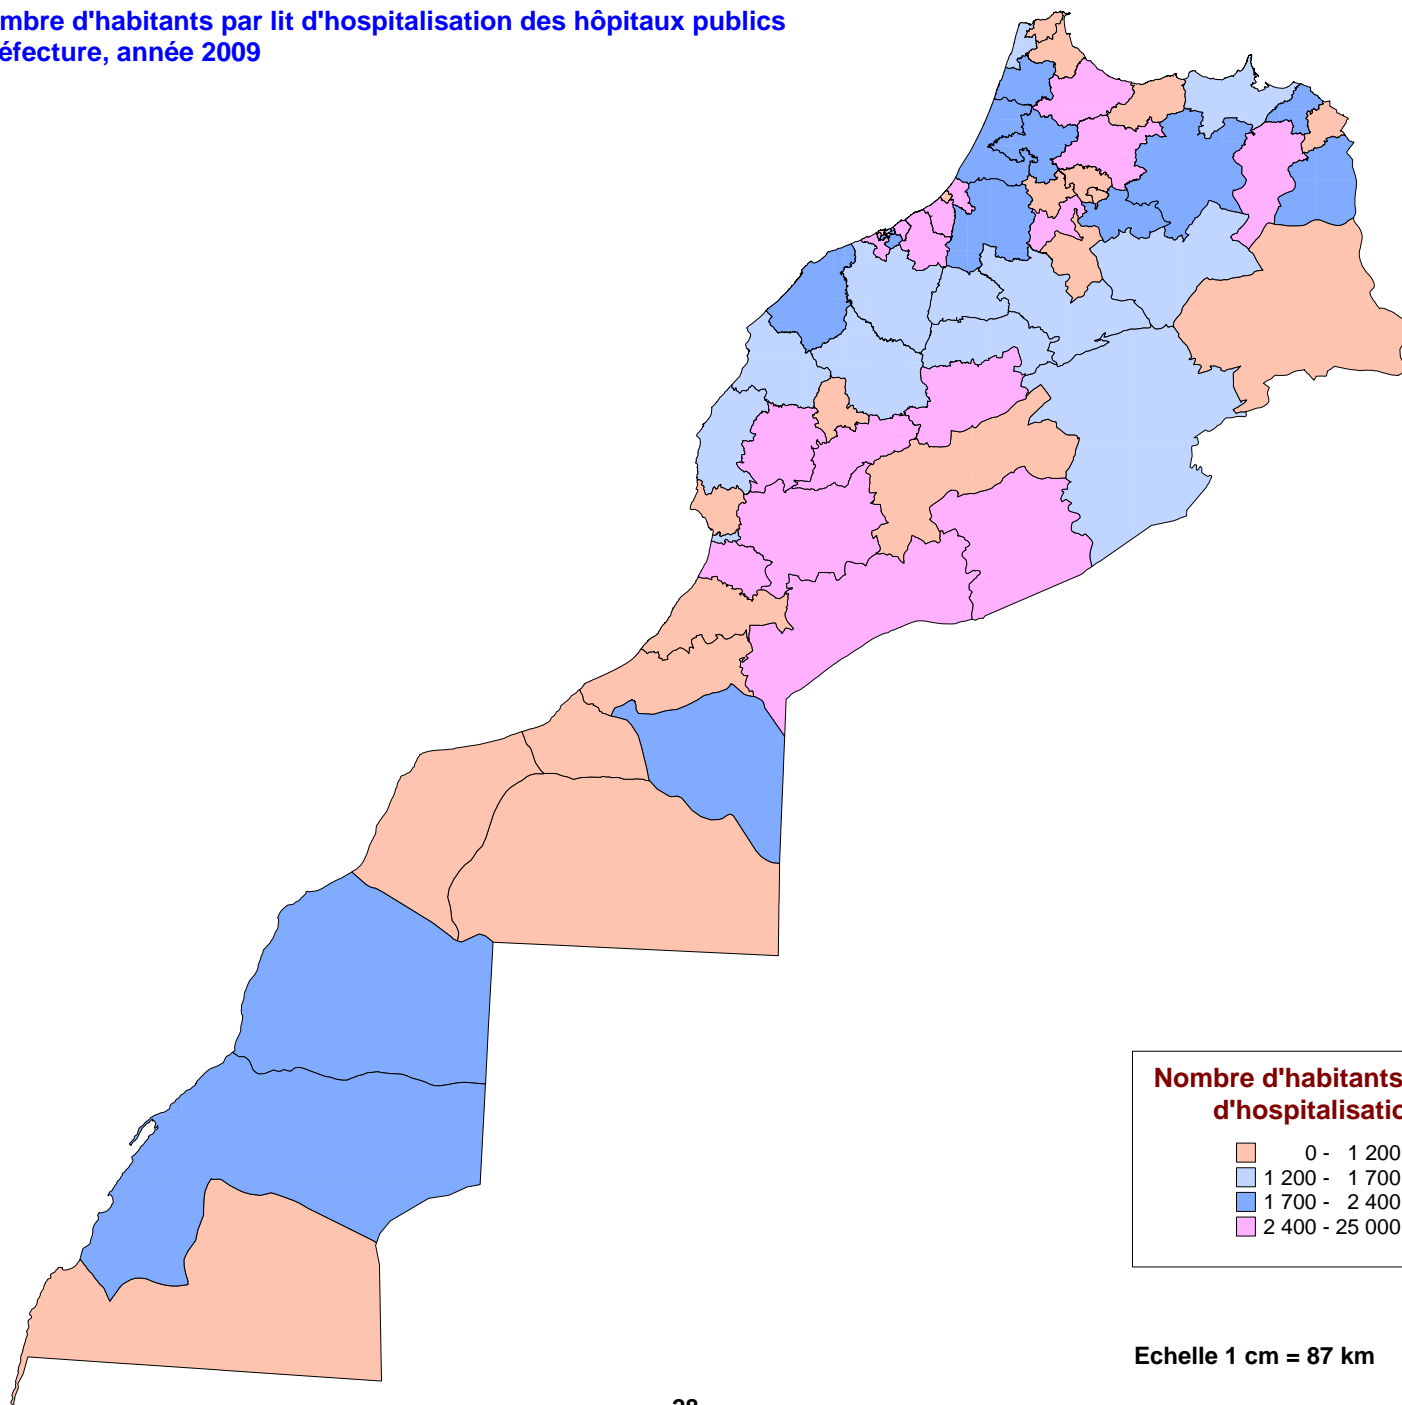 mbre d'habitants par lit d'hospitalisation des hôpitaux publics
éfecture, année 2009
Nombre d'habitants
d'hospitalisatio
0 - 1 200
1 200 - 1 700
1 700 - 2 400
2 400 - 25 000
Echelle 1 cm = 87 km
28